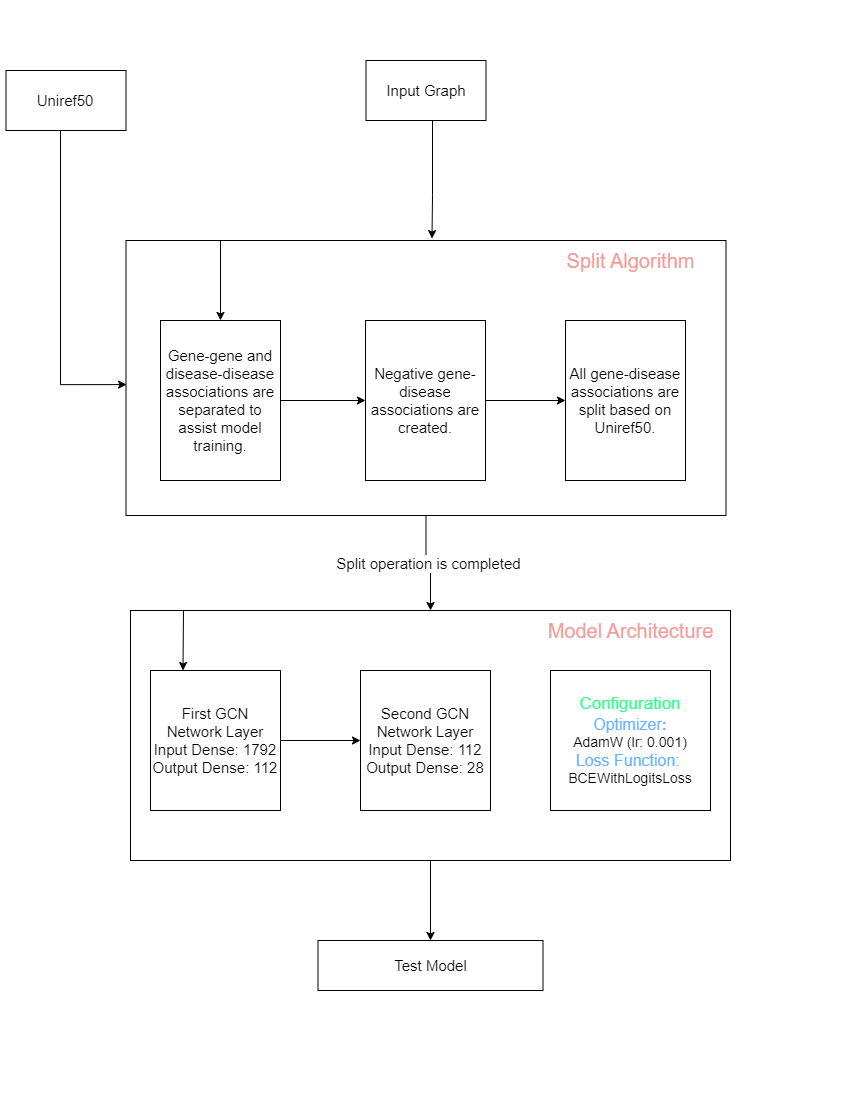 Uniref50
Input Graph
Split Algorithm
Gene-gene and
disease-disease
associations are
separated to
assist model
training.
Negative gene-
disease
associations are
created.
All gene-disease
associations are
split based on
Uniref50.
Split operation is completed
Model Architecture
First GCN
Network Layer
Input Dense: 1792
Output Dense: 112
Second GCN
Network Layer
Input Dense: 112
Output Dense: 28
Configuration
Optimizer:
AdamW (lr: 0.001)
Loss Function:
BCEWithLogitsLoss
Test Model